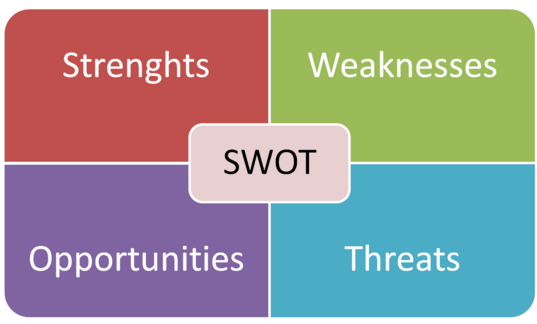 Strenghts
Weaknesses
SWOT
Opportunities
Threats